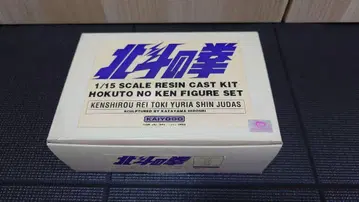 北斗の拳
1/15 SCALE RESIN CAST KIT
HOKUTO NO KEN FIGURE SET
KENSHIROU REI TOKI YURIA SHIN JUDAS
SCULPTURED BY KATAYAMA HIROSHI
KAIYODO
北斗の拳